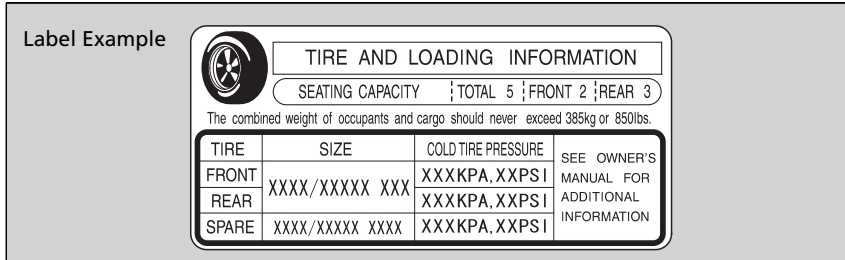 Label Example
TIRE AND LOADING INFORMATION
SEATING CAPACITY TOTAL 5 FRONT 2 REAR 3
The combined weight of occupants and cargo should never exceed 385kg or 850lbs.
TIRE SIZE COLD TIRE PRESSURE
FRONT XXXX/XXXXX XXX XXXKPA,XXPSI
REAR XXXKPA,XXPSI
SPARE XXXX/XXXXX XXXX XXXKPA,XXPSI
SEE OWNER'S
MANUAL FOR
ADDITIONAL
INFORMATION